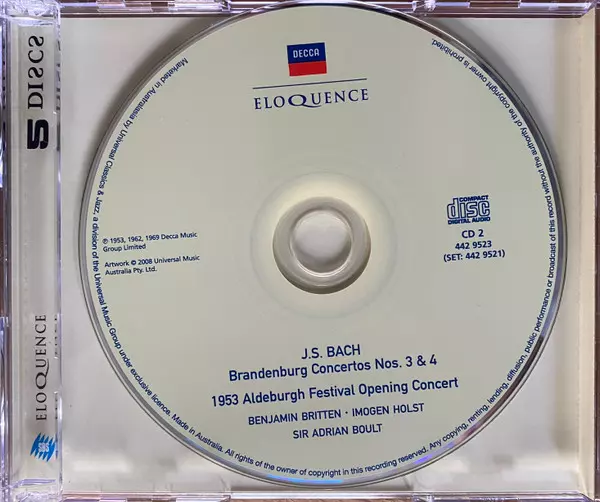 5 DISCS
ELOQUENCE
DECCA
ELOQUENCE
℗ 1953, 1962, 1969 Decca Music
Group Limited
Artwork © 2008 Universal Music
Australia Pty. Ltd.
COMPACT
disc
DIGITAL AUDIO
CD 2
442 9523
(SET: 442 9521)
J.S. BACH
Brandenburg Concertos Nos. 3 & 4
1953 Aldeburgh Festival Opening Concert
BENJAMIN BRITTEN · IMOGEN HOLST
SIR ADRIAN BOULT
Marketed in Australasia by Universal Classics & Jazz, a division of the Universal Music Group under exclusive licence. Made in Australia. All rights of the owner of copyright in this recording reserved. Any copying, renting, lending, diffusion, public performance or broadcast of this record without the authority of the copyright owner is prohibited.